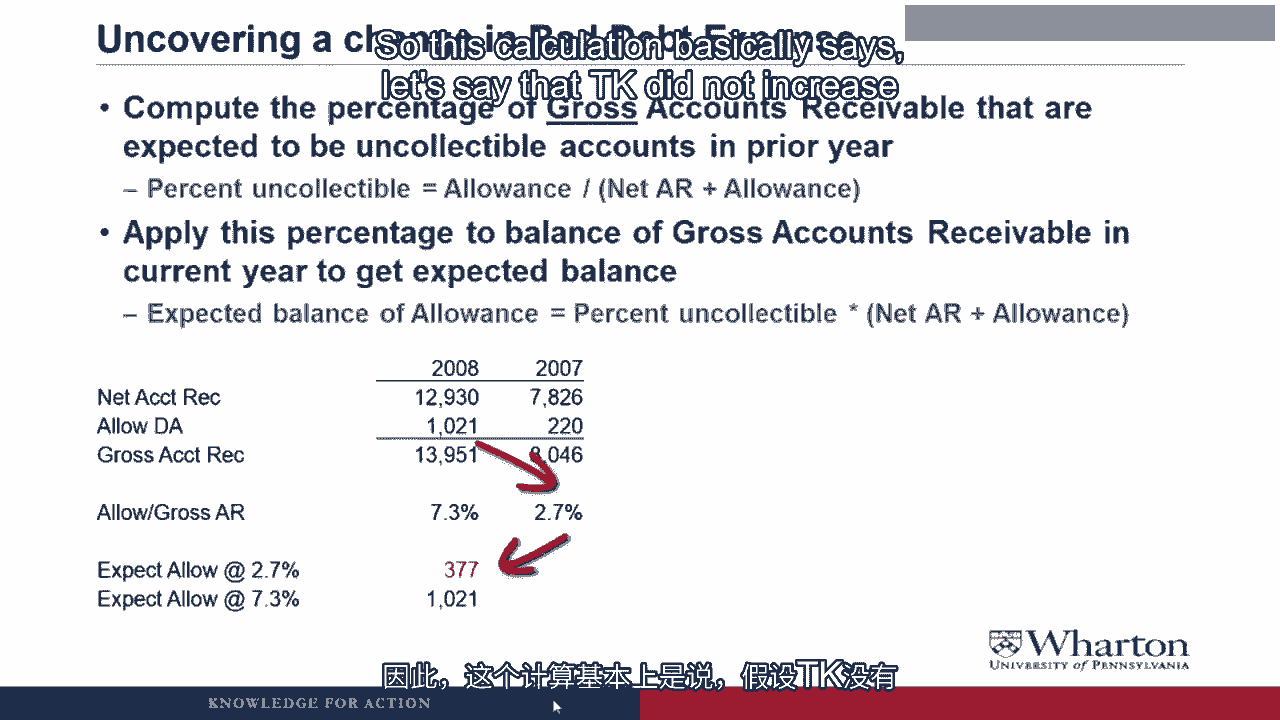 Uncovering a change in Bad Debt Expense
So this calculation basically says,
let's say that TK did not increase
• Compute the percentage of Gross Accounts Receivable that are
expected to be uncollectible accounts in prior year
– Percent uncollectible = Allowance / (Net AR + Allowance)
• Apply this percentage to balance of Gross Accounts Receivable in
current year to get expected balance
– Expected balance of Allowance = Percent uncollectible * (Net AR + Allowance)
2008 2007
Net Acct Rec 12,930 7,826
Allow DA 1,021 220
Gross Acct Rec 13,951 8,046
Allow/Gross AR 7.3% 2.7%
Expect Allow @ 2.7% 377
Expect Allow @ 7.3% 1,021
Wharton
UNIVERSITY of PENNSYLVANIA
因此，这个计算基本上是说，假设TK没有
KNOWLEDGE FOR ACTION